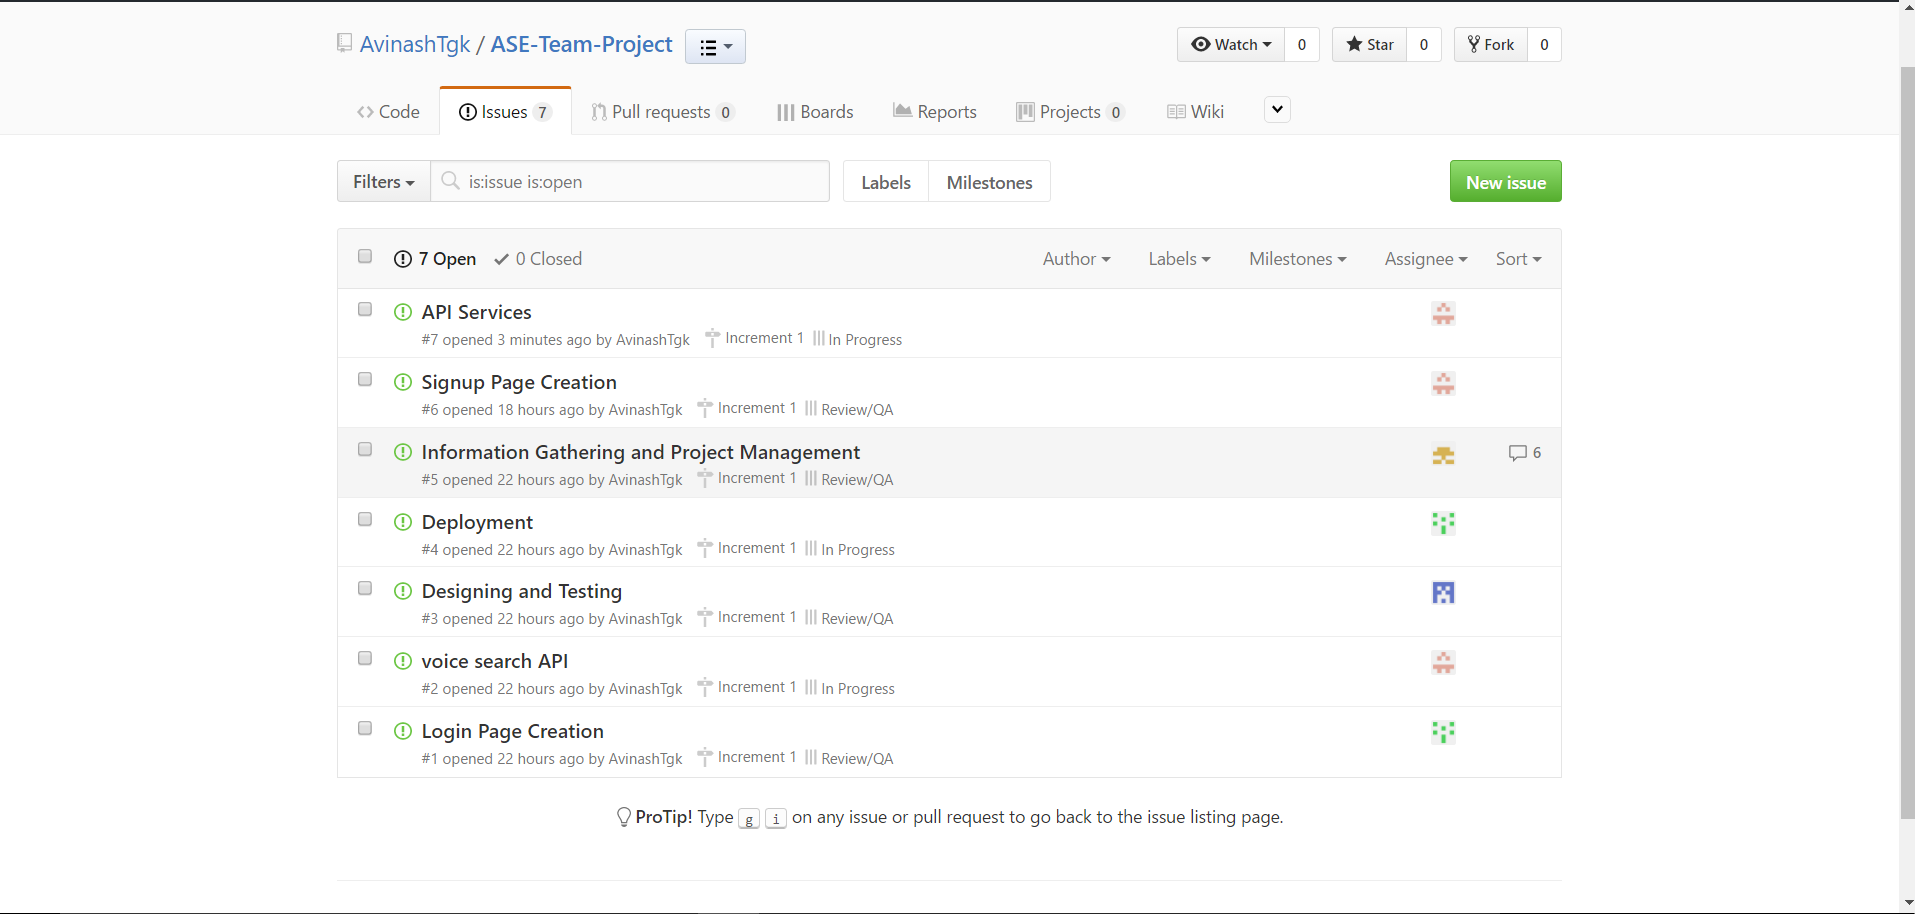 AvinashTgk / ASE-Team-Project
Watch 0 Star 0 Fork 0
Code Issues 7 Pull requests 0 Boards Reports Projects 0 Wiki
Filters is:issue is:open Labels Milestones New issue
7 Open 0 Closed Author Labels Milestones Assignee Sort
API Services
#7 opened 3 minutes ago by AvinashTgk Increment 1 In Progress
Signup Page Creation
#6 opened 18 hours ago by AvinashTgk Increment 1 Review/QA
Information Gathering and Project Management 6
#5 opened 22 hours ago by AvinashTgk Increment 1 Review/QA
Deployment
#4 opened 22 hours ago by AvinashTgk Increment 1 In Progress
Designing and Testing
#3 opened 22 hours ago by AvinashTgk Increment 1 Review/QA
voice search API
#2 opened 22 hours ago by AvinashTgk Increment 1 In Progress
Login Page Creation
#1 opened 22 hours ago by AvinashTgk Increment 1 Review/QA
ProTip! Type g i on any issue or pull request to go back to the issue listing page.